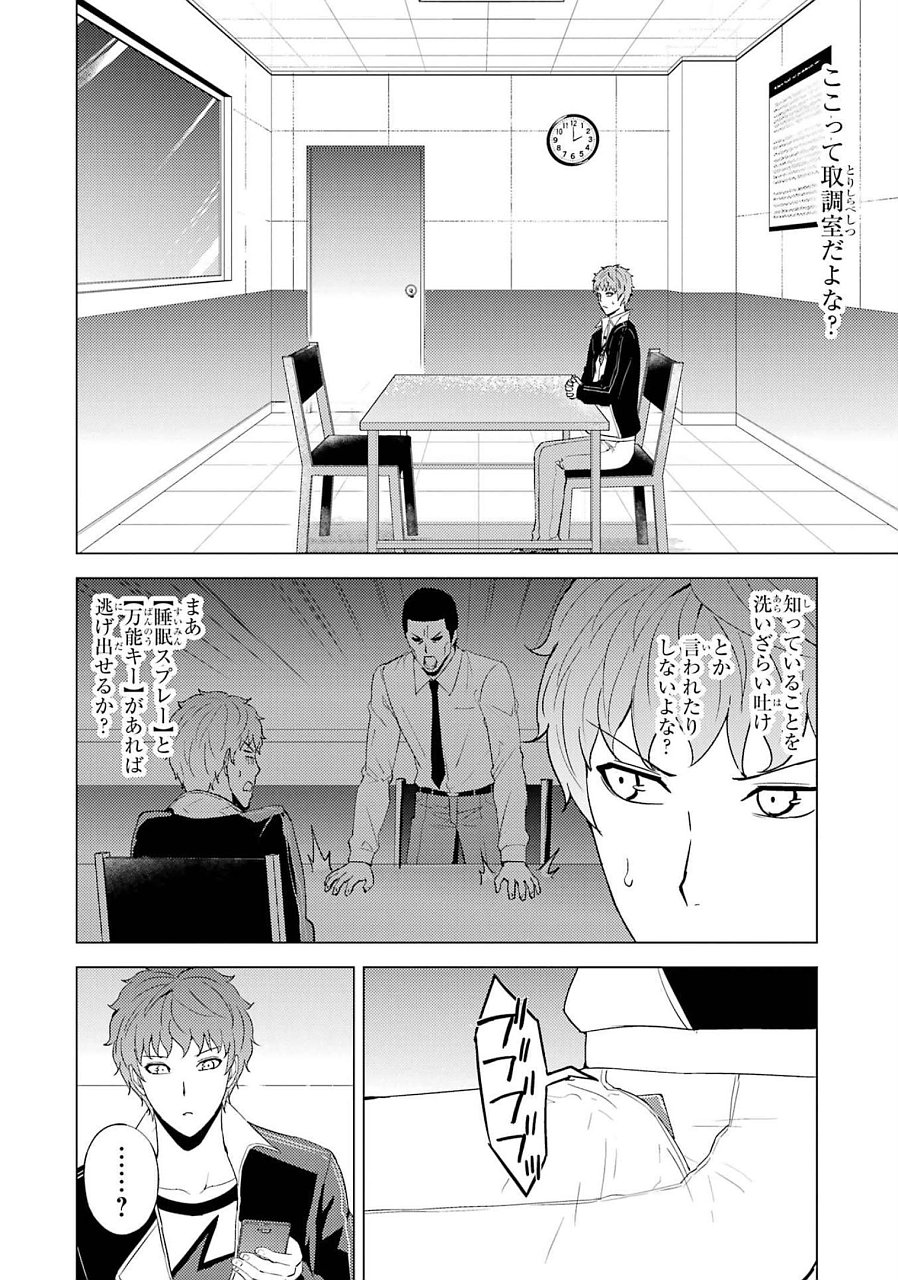 ここって取調室だよな?
知っていることを
洗いざらい吐け
とか
言われたり
しないよな?
まあ
【睡眠スプレー】と
【万能キー】があれば
逃げ出せるか?
ブブブブッ
……?